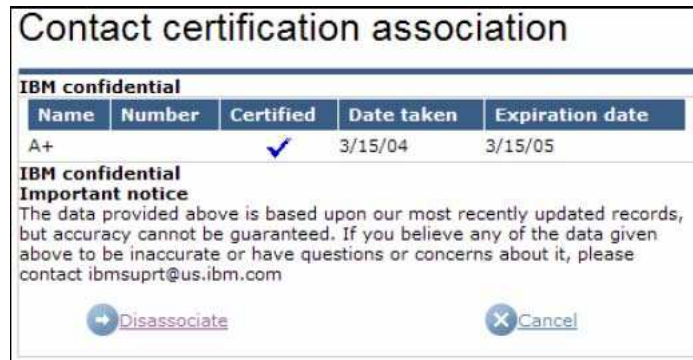 Contact certification association
IBM confidential
Name Number Certified Date taken Expiration date
A+ 3/15/04 3/15/05
IBM confidential
Important notice
The data provided above is based upon our most recently updated records,
but accuracy cannot be guaranteed. If you believe any of the data given
above to be inaccurate or have questions or concerns about it, please
contact ibmsuprt@us.ibm.com
Disassociate Cancel